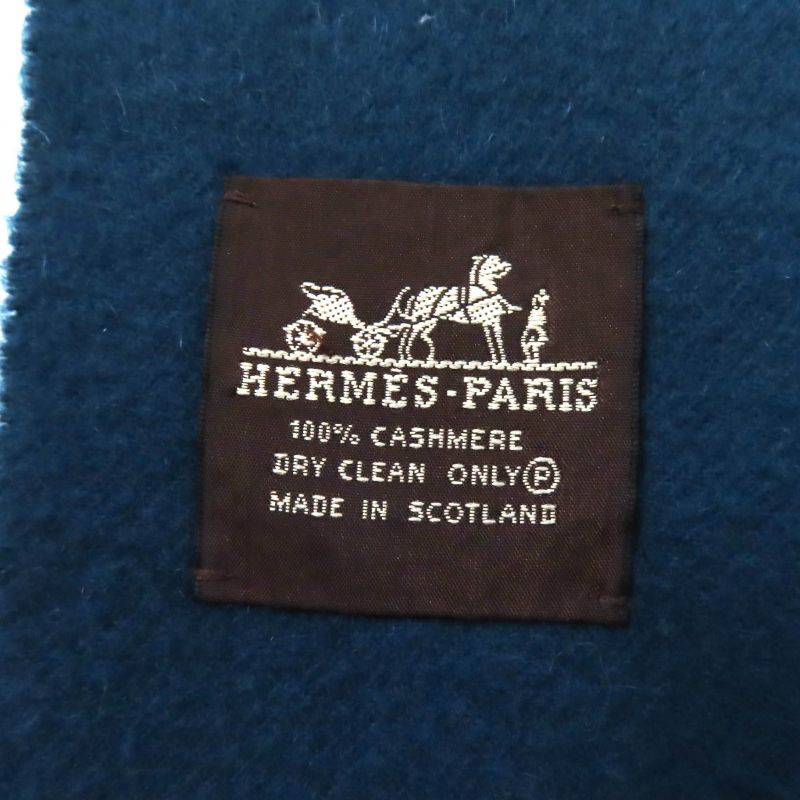 HERMÈS-PARIS
100% CASHMERE
DRY CLEAN ONLY Ⓟ
MADE IN SCOTLAND